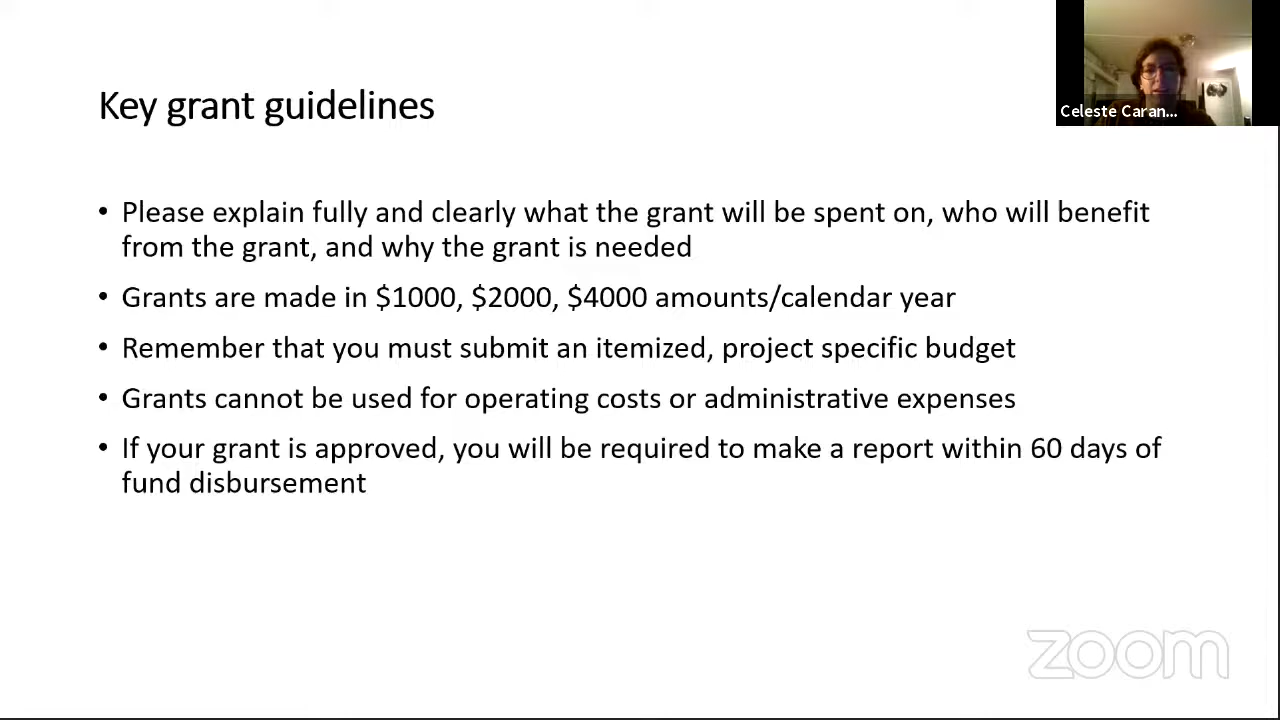 Celeste Caran...
Key grant guidelines
• Please explain fully and clearly what the grant will be spent on, who will benefit
from the grant, and why the grant is needed
• Grants are made in $1000, $2000, $4000 amounts/calendar year
• Remember that you must submit an itemized, project specific budget
• Grants cannot be used for operating costs or administrative expenses
• If your grant is approved, you will be required to make a report within 60 days of
fund disbursement
zoom